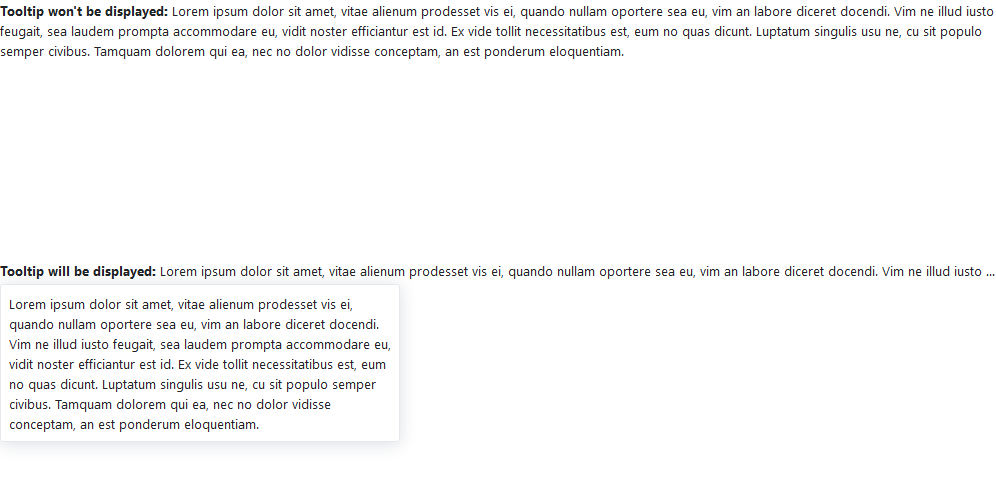 Tooltip won't be displayed: Lorem ipsum dolor sit amet, vitae alienum prodesset vis ei, quando nullam oportere sea eu, vim an labore diceret docendi. Vim ne illud iusto
feugait, sea laudem prompta accommodare eu, vidit noster efficiantur est id. Ex vide tollit necessitatibus est, eum no quas dicunt. Luptatum singulis usu ne, cu sit populo
semper civibus. Tamquam dolorem qui ea, nec no dolor vidisse conceptam, an est ponderum eloquentiam.
Tooltip will be displayed: Lorem ipsum dolor sit amet, vitae alienum prodesset vis ei, quando nullam oportere sea eu, vim an labore diceret docendi. Vim ne illud iusto ...
Lorem ipsum dolor sit amet, vitae alienum prodesset vis ei,
quando nullam oportere sea eu, vim an labore diceret docendi.
Vim ne illud iusto feugait, sea laudem prompta accommodare eu,
vidit noster efficiantur est id. Ex vide tollit necessitatibus est, eum
no quas dicunt. Luptatum singulis usu ne, cu sit populo semper
civibus. Tamquam dolorem qui ea, nec no dolor vidisse
conceptam, an est ponderum eloquentiam.